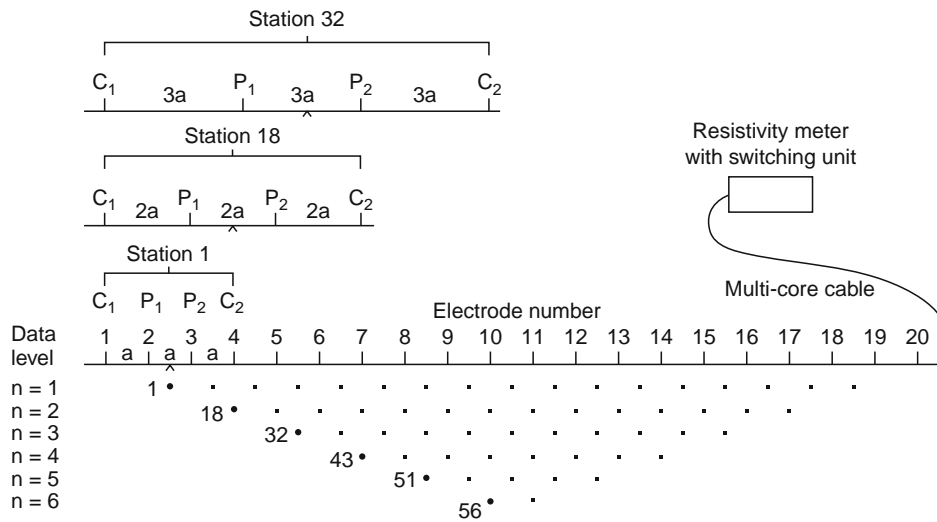 Station 32
C₁ P₁ P₂ C₂
3a 3a 3a
Station 18
C₁ P₁ P₂ C₂
2a 2a 2a
Station 1
C₁ P₁ P₂ C₂
Resistivity meter
with switching unit
Multi-core cable
Electrode number
Data
level
1 2 3 4 5 6 7 8 9 10 11 12 13 14 15 16 17 18 19 20
a a a
n = 1 1
n = 2 18
n = 3 32
n = 4 43
n = 5 51
n = 6 56